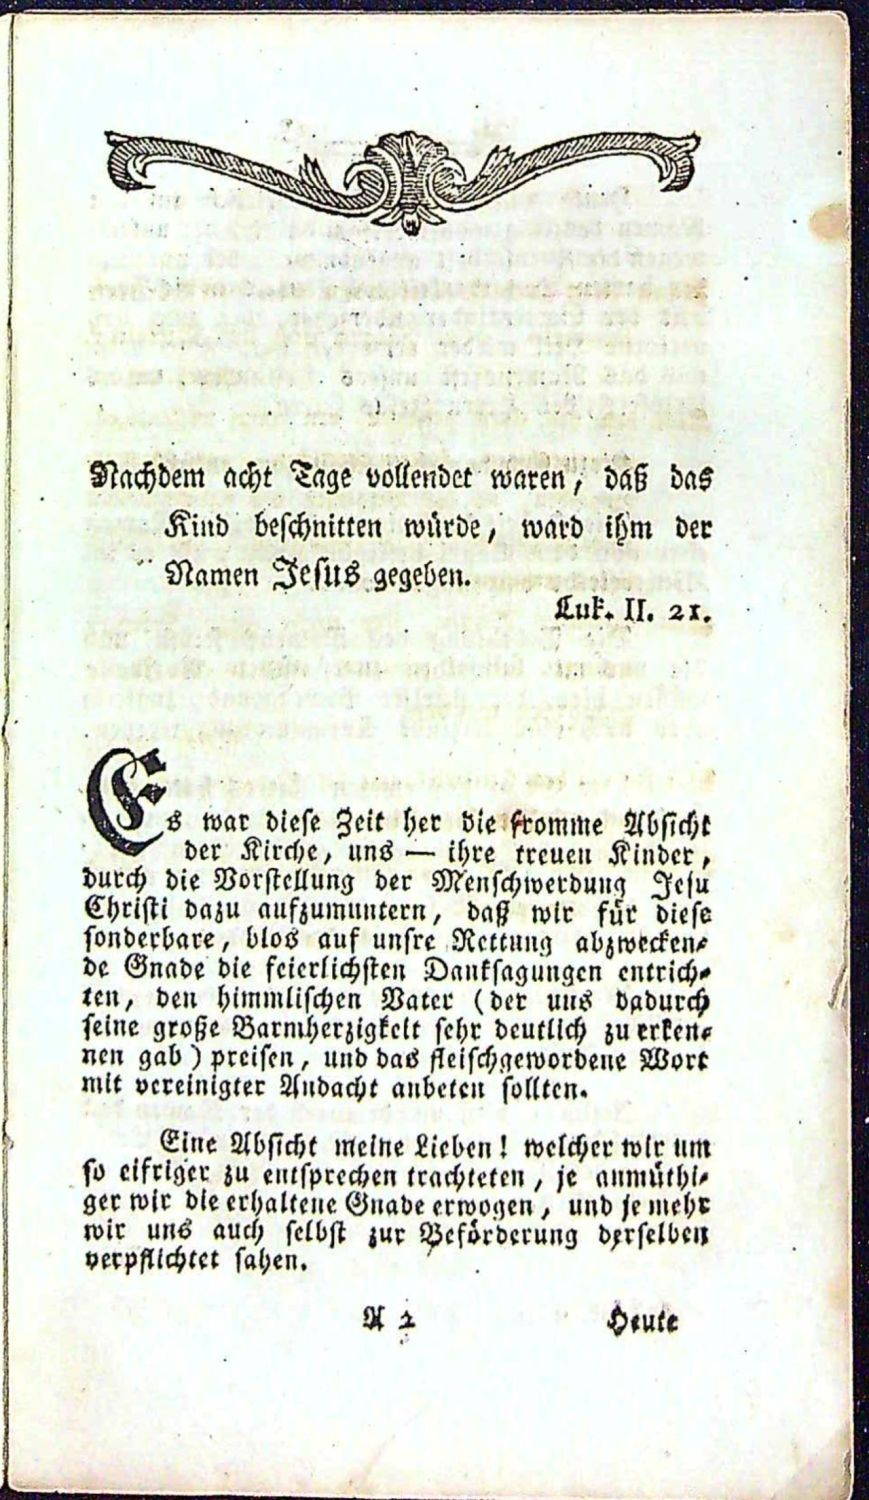 Nachdem acht Tage vollendet waren, daß das
Kind beschnitten würde, ward ihm der
Namen Jesus gegeben.
Luk. II. 21.
Es war diese Zeit her die fromme Absicht
der Kirche, uns — ihre treuen Kinder,
durch die Vorstellung der Menschwerdung Jesu
Christi dazu aufzumuntern, daß wir für diese
sonderbare, blos auf unsre Rettung abzwecken-
de Gnade die feierlichsten Danksagungen entrich-
ten, den himmlischen Vater (der uns dadurch
seine große Barmherzigkeit sehr deutlich zu erken-
nen gab) preisen, und das fleischgewordene Wort
mit vereinigter Andacht anbeten sollten.
Eine Absicht meine Lieben! welcher wir um
so eifriger zu entsprechen trachteten, je anmüthi-
ger wir die erhaltene Gnade erwogen, und je mehr
wir uns auch selbst zur Beförderung derselben
verpflichtet sahen.
A 2 Heute